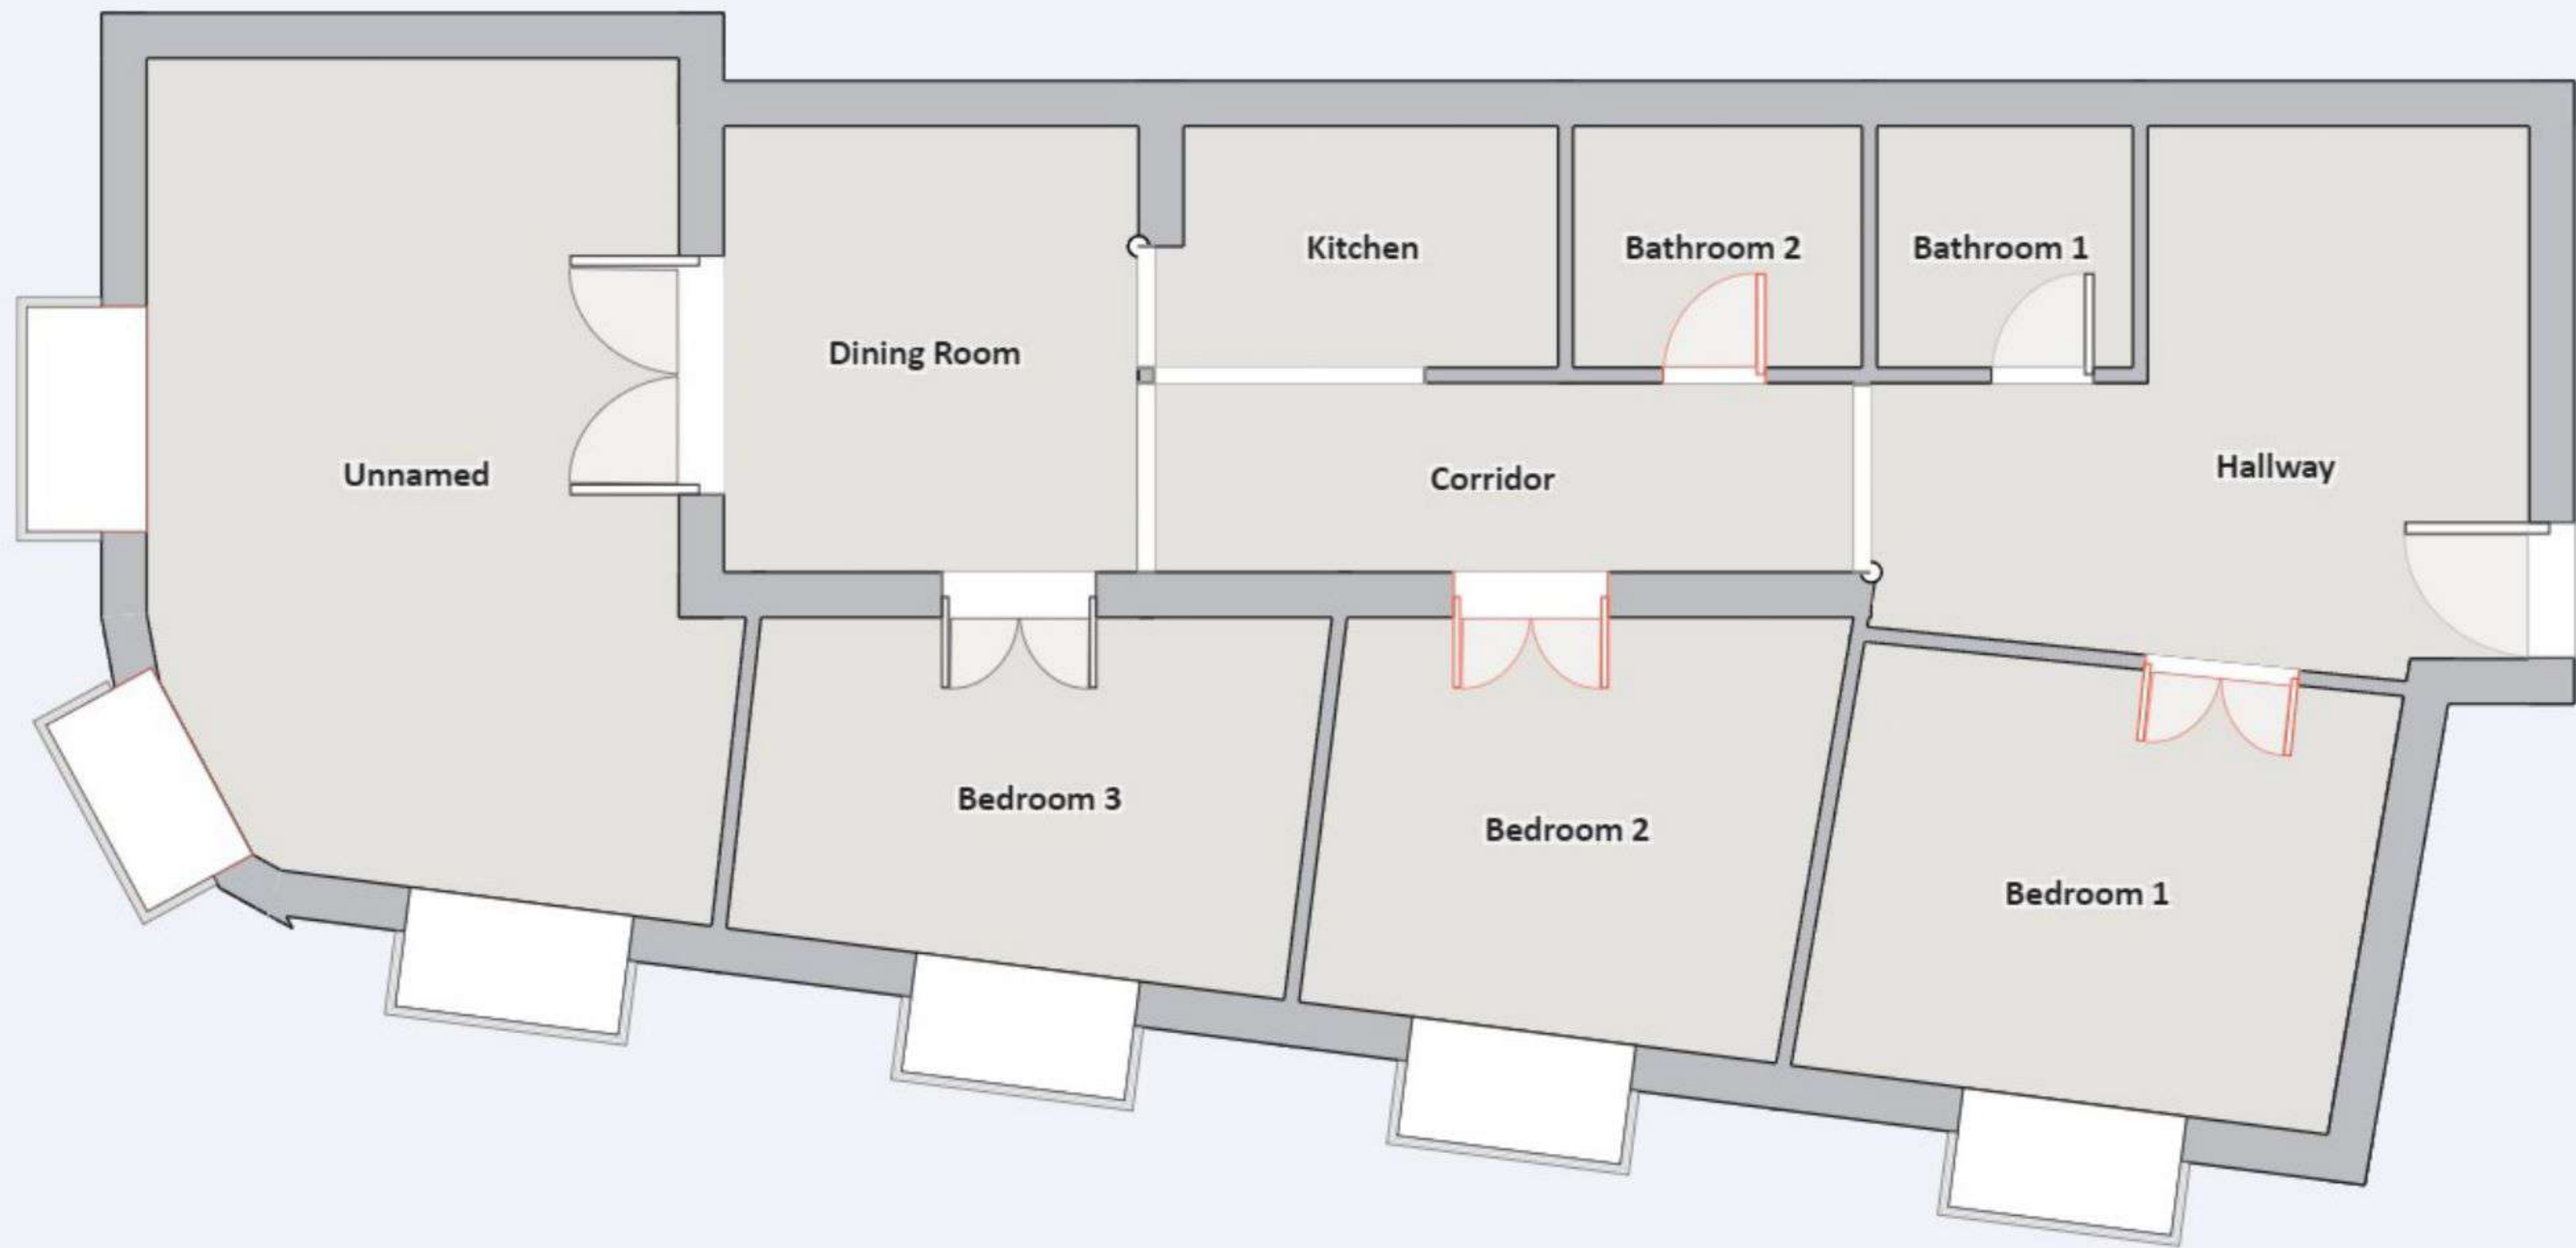 Kitchen
Bathroom 2
Bathroom 1
Dining Room
Unnamed
Corridor
Hallway
Bedroom 3
Bedroom 2
Bedroom 1